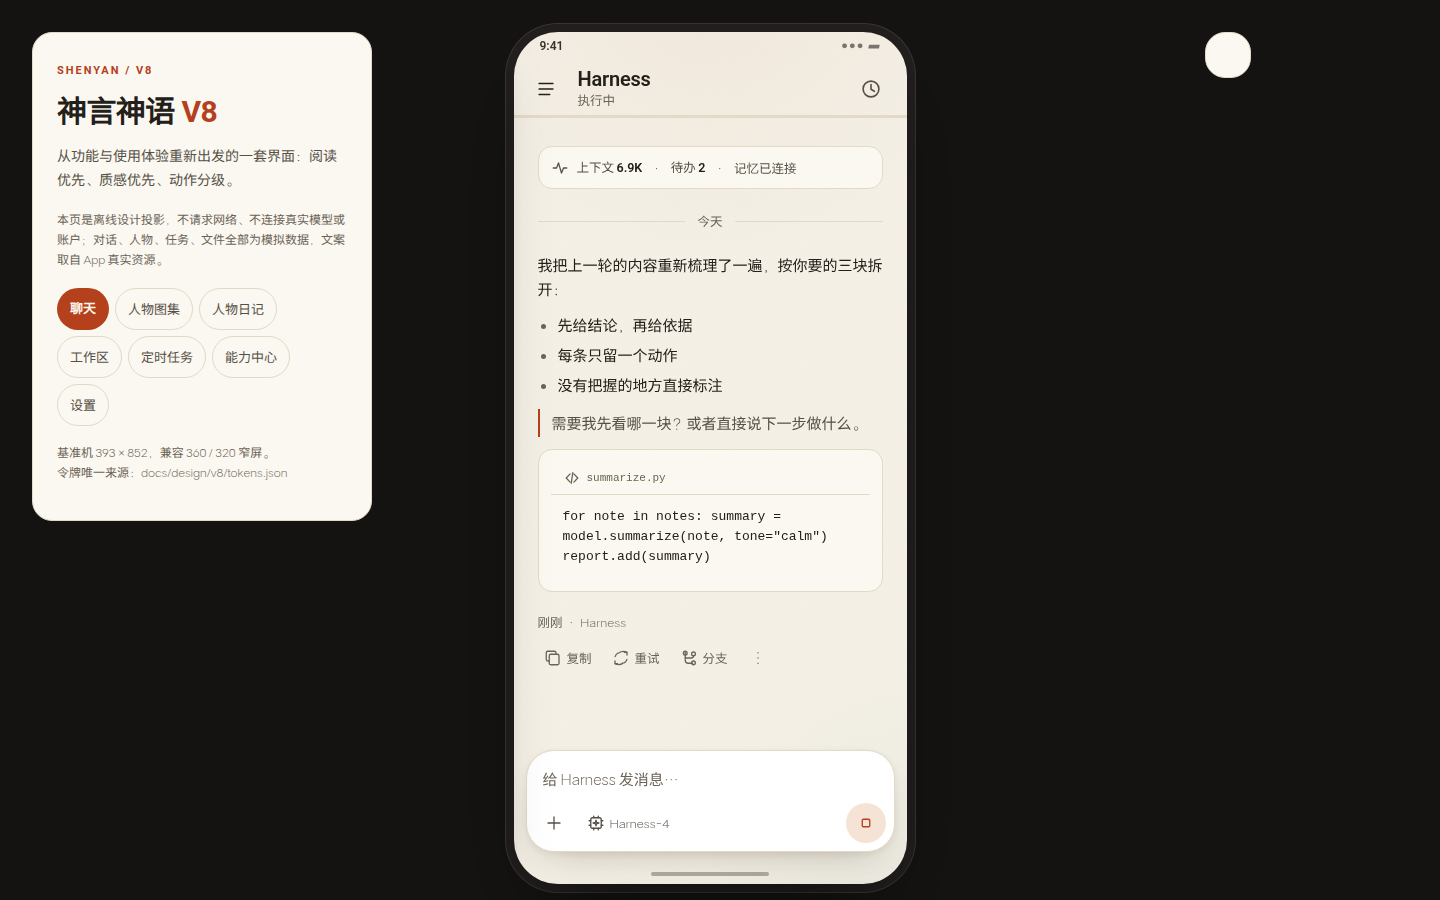 SHENYAN / V8
神言神语 V8
从功能与使用体验重新出发的一套界面：阅读
优先、质感优先、动作分级。
本页是离线设计投影，不请求网络、不连接真实模型或
账户；对话、人物、任务、文件全部为模拟数据，文案
取自 App 真实资源。
聊天
人物图集
人物日记
工作区
定时任务
能力中心
设置
基准机 393 × 852，兼容 360 / 320 窄屏。
令牌唯一来源：docs/design/v8/tokens.json
9:41
Harness
执行中
上下文 6.9K · 待办 2 · 记忆已连接
今天
我把上一轮的内容重新梳理了一遍，按你要的三块拆
开：
• 先给结论，再给依据
• 每条只留一个动作
• 没有把握的地方直接标注
需要我先看哪一块？或者直接说下一步做什么。
summarize.py
for note in notes: summary =
model.summarize(note, tone="calm")
report.add(summary)
刚刚 · Harness
复制
重试
分支
给 Harness 发消息…
Harness-4